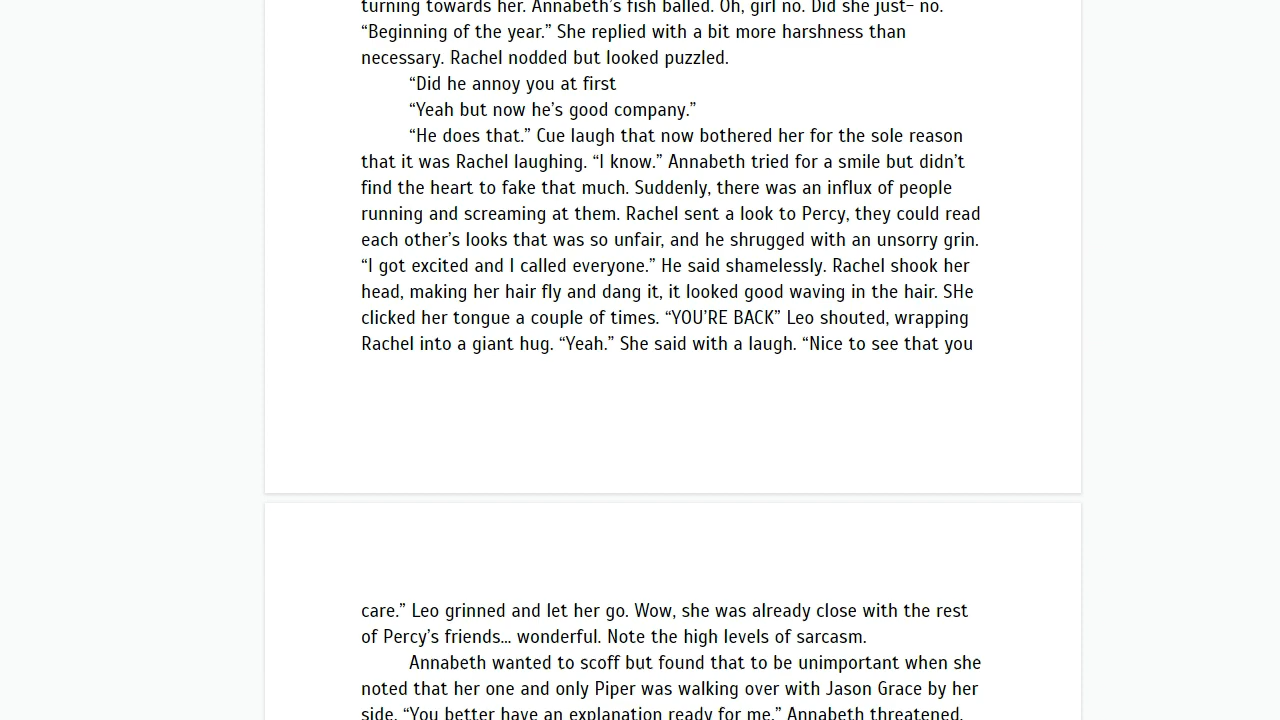 turning towards her. Annabeth's fish balled. Oh, girl no. Did she just– no.
“Beginning of the year.” She replied with a bit more harshness than
necessary. Rachel nodded but looked puzzled.
“Did he annoy you at first
“Yeah but now he’s good company.”
“He does that.” Cue laugh that now bothered her for the sole reason
that it was Rachel laughing. “I know.” Annabeth tried for a smile but didn’t
find the heart to fake that much. Suddenly, there was an influx of people
running and screaming at them. Rachel sent a look to Percy, they could read
each other’s looks that was so unfair, and he shrugged with an unsorry grin.
“I got excited and I called everyone.” He said shamelessly. Rachel shook her
head, making her hair fly and dang it, it looked good waving in the hair. SHe
clicked her tongue a couple of times. “YOU’RE BACK” Leo shouted, wrapping
Rachel into a giant hug. “Yeah.” She said with a laugh. “Nice to see that you
care.” Leo grinned and let her go. Wow, she was already close with the rest
of Percy’s friends… wonderful. Note the high levels of sarcasm.
Annabeth wanted to scoff but found that to be unimportant when she
noted that her one and only Piper was walking over with Jason Grace by her
side. “You better have an explanation ready for me.” Annabeth threatened.